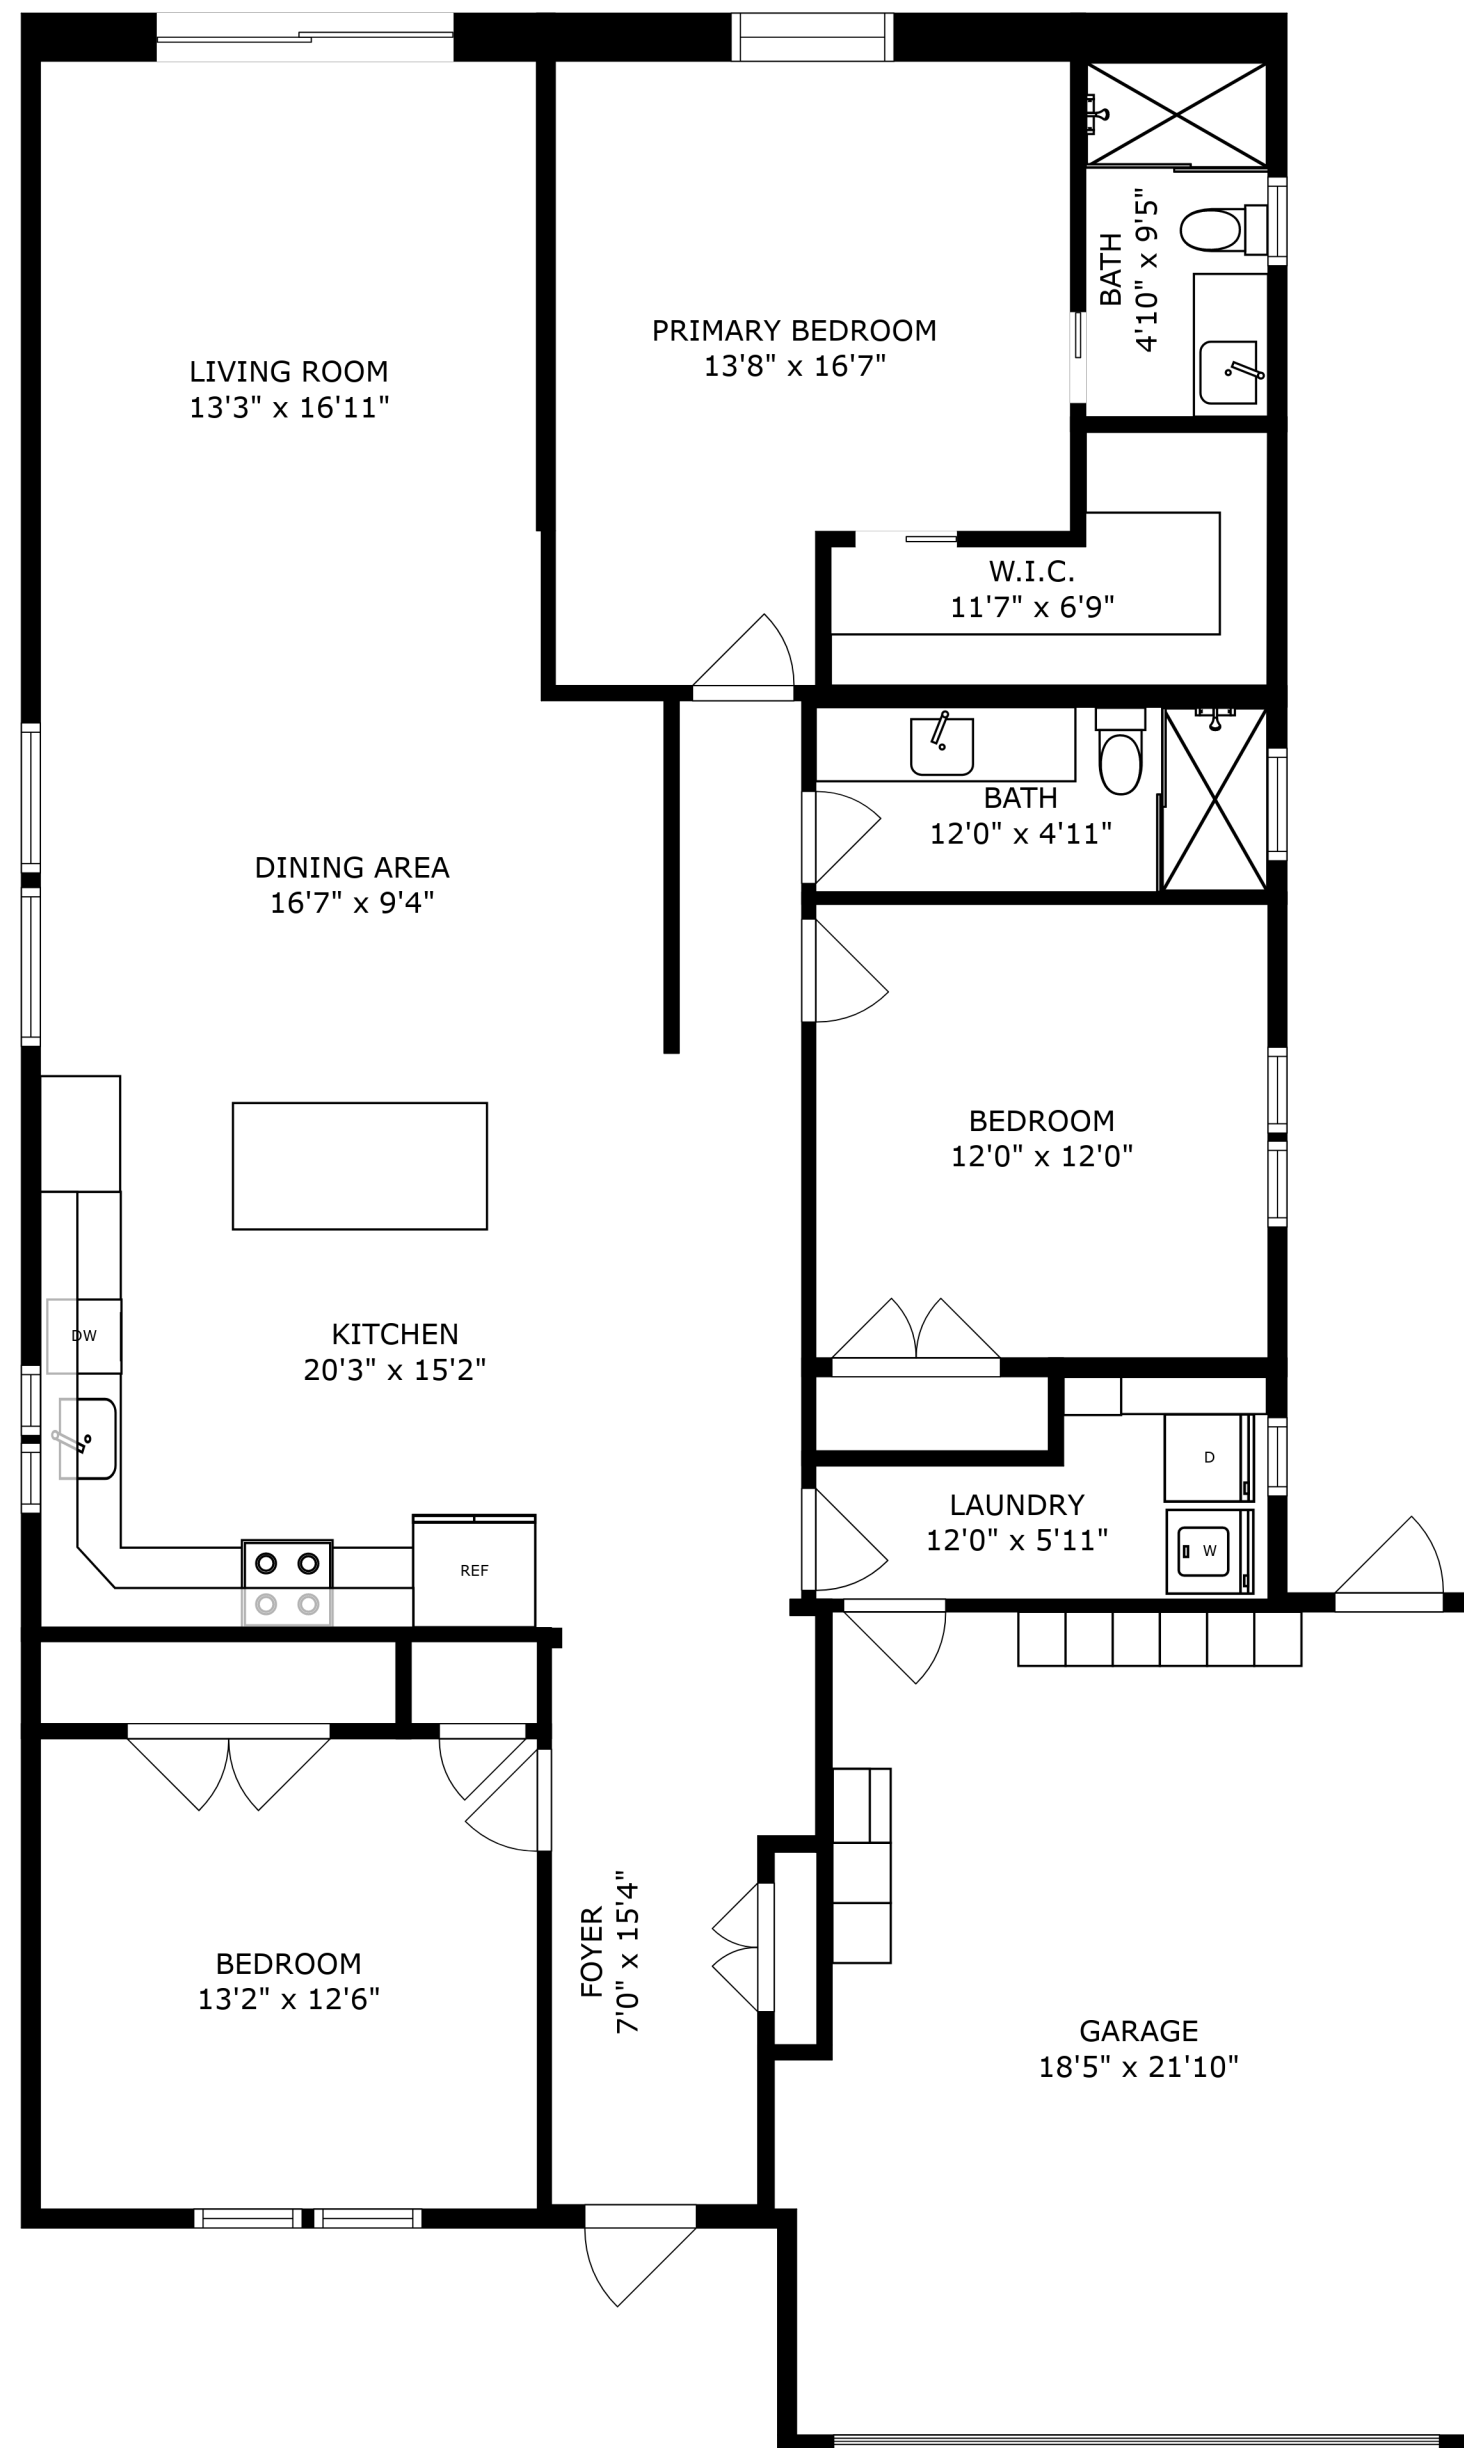 BATH
4'10" x 9'5"
PRIMARY BEDROOM
13'8" x 16'7"
LIVING ROOM
13'3" x 16'11"
W.I.C.
11'7" x 6'9"
BATH
12'0" x 4'11"
DINING AREA
16'7" x 9'4"
BEDROOM
12'0" x 12'0"
DW
KITCHEN
20'3" x 15'2"
D
LAUNDRY
12'0" x 5'11"
W
REF
FOYER
7'0" x 15'4"
BEDROOM
13'2" x 12'6"
GARAGE
18'5" x 21'10"